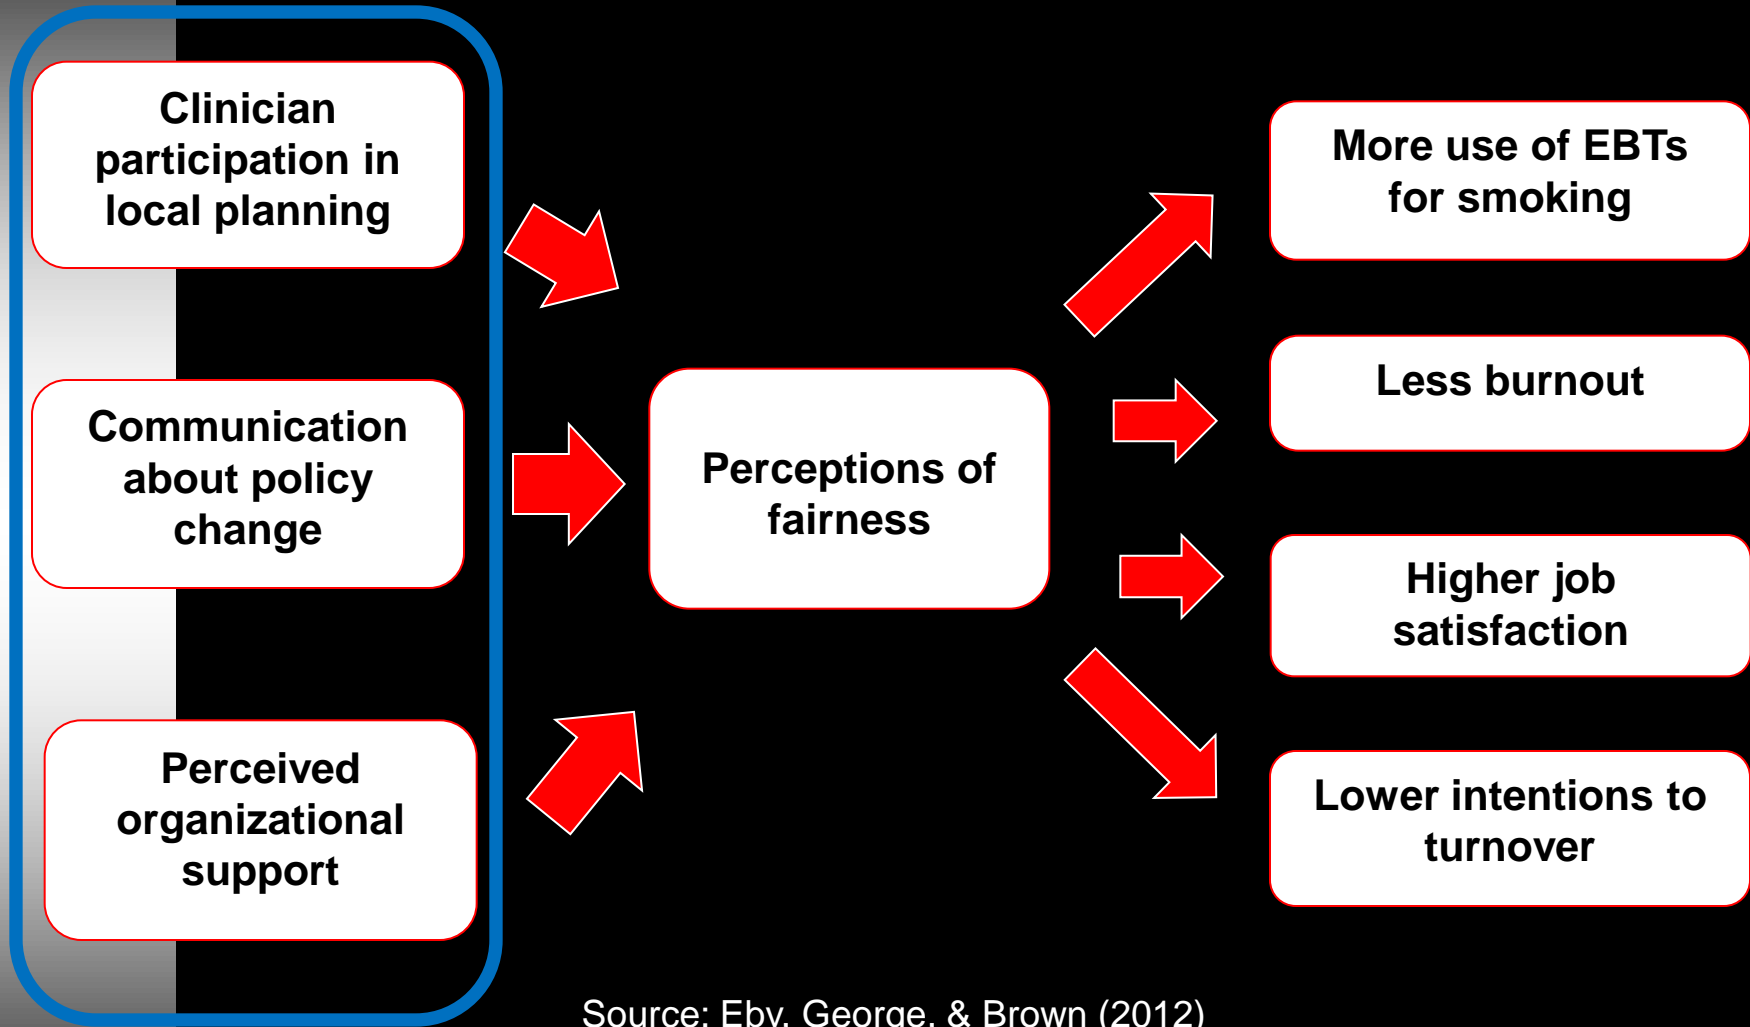 Clinician
participation in
local planning
Communication
about policy
change
Perceived
organizational
support
Perceptions of
fairness
More use of EBTs
for smoking
Less burnout
Higher job
satisfaction
Lower intentions to
turnover
Source: Eby, George, & Brown (2012)